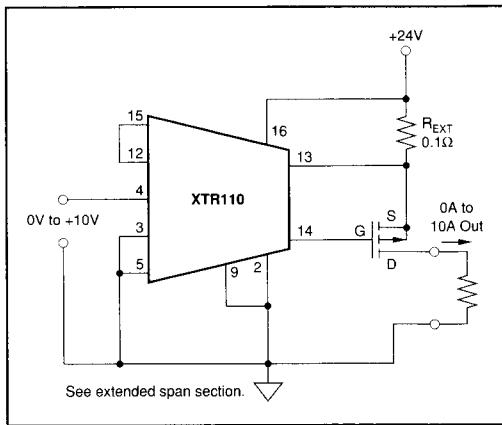 +24V
15
16
R_EXT
0.1Ω
12
13
XTR110
4
0V to +10V
S
0A to
10A Out
3
14
G
5
9
2
D
See extended span section.